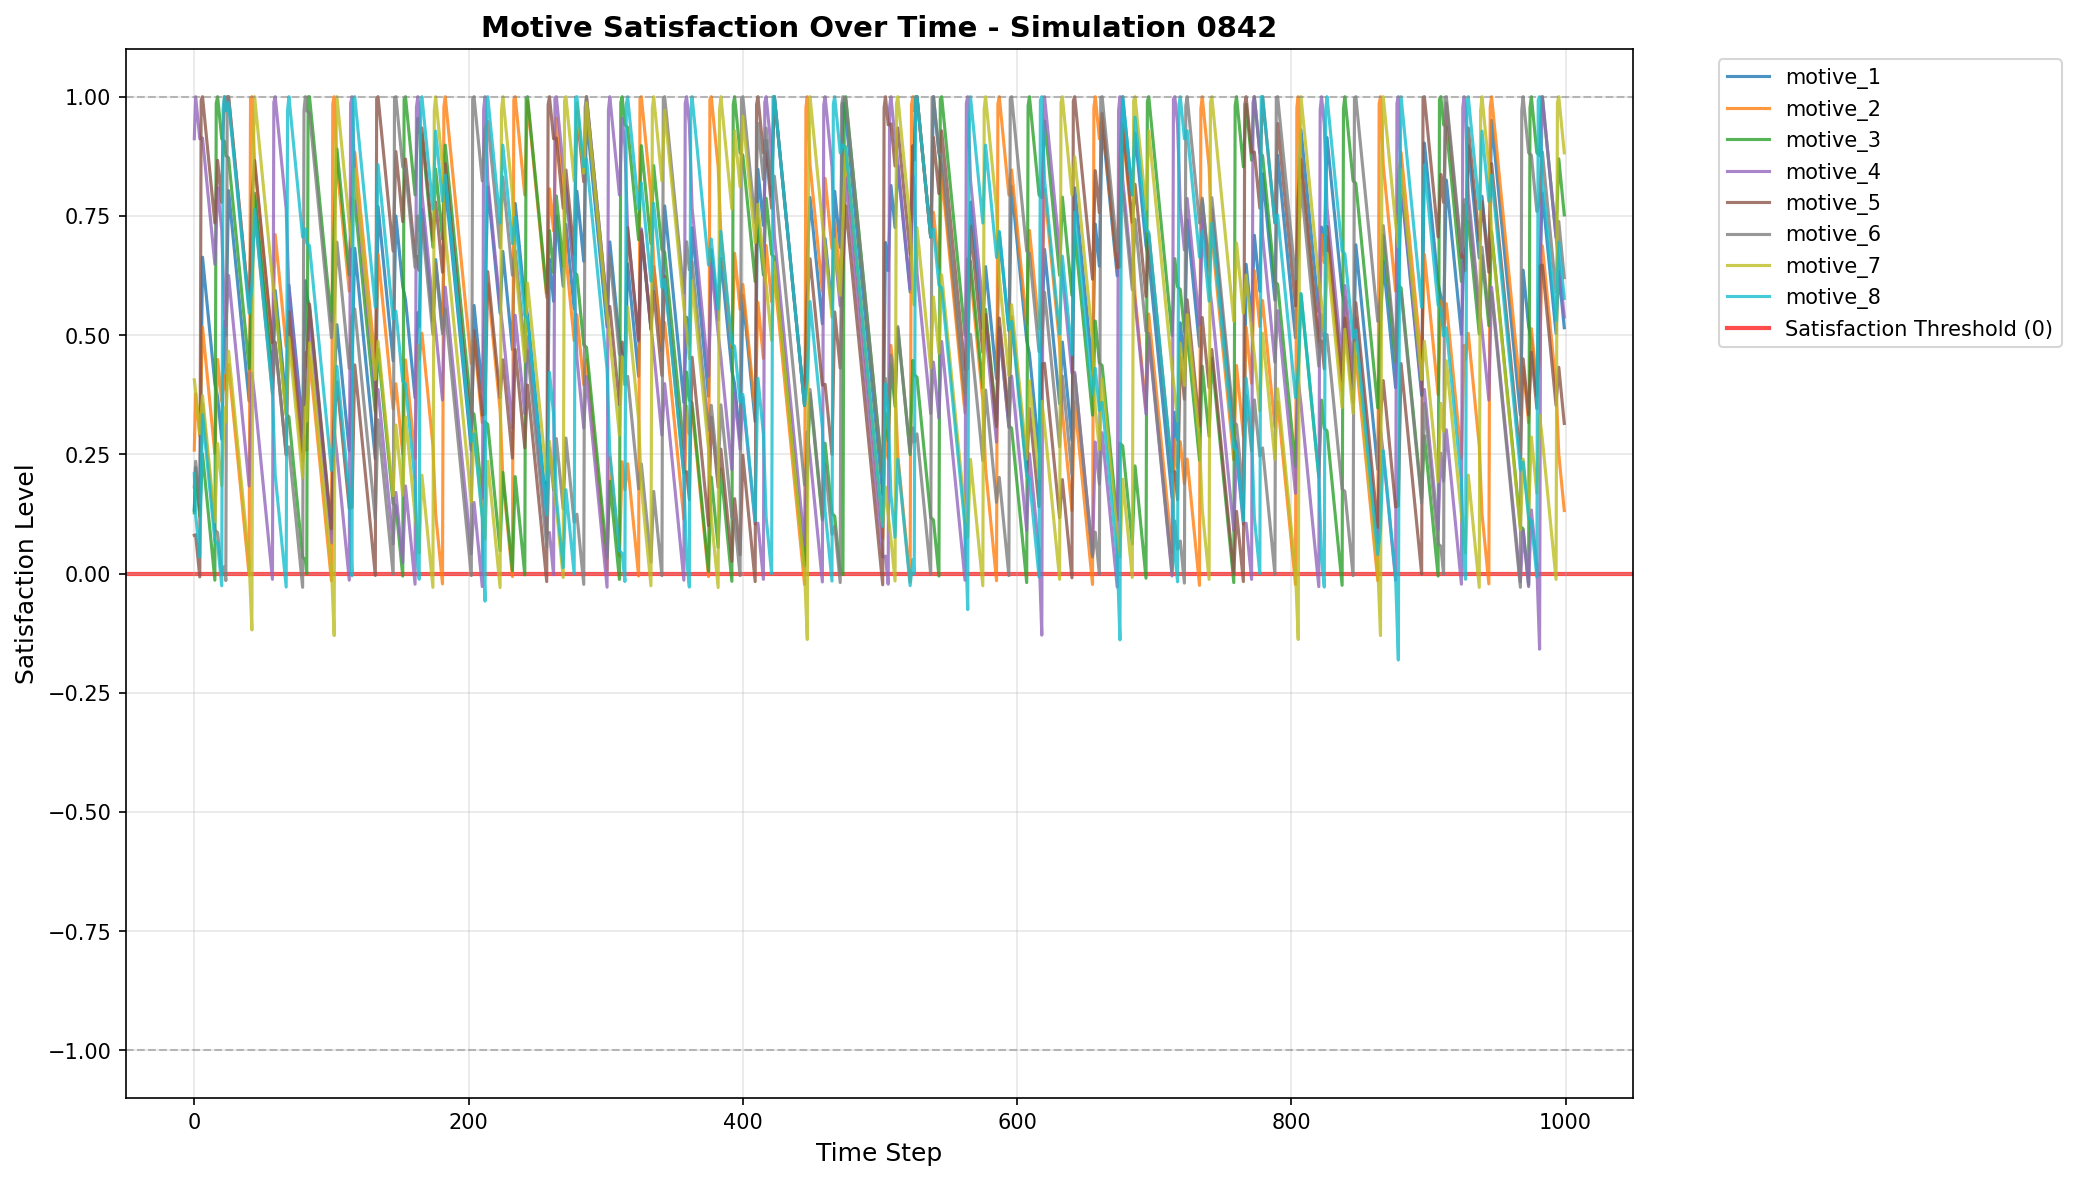 Motive Satisfaction Over Time - Simulation 0842
Satisfaction Level
1.00
0.75
0.50
0.25
0.00
−0.25
−0.50
−0.75
−1.00
0
200
400
600
800
1000
Time Step
motive_1
motive_2
motive_3
motive_4
motive_5
motive_6
motive_7
motive_8
Satisfaction Threshold (0)